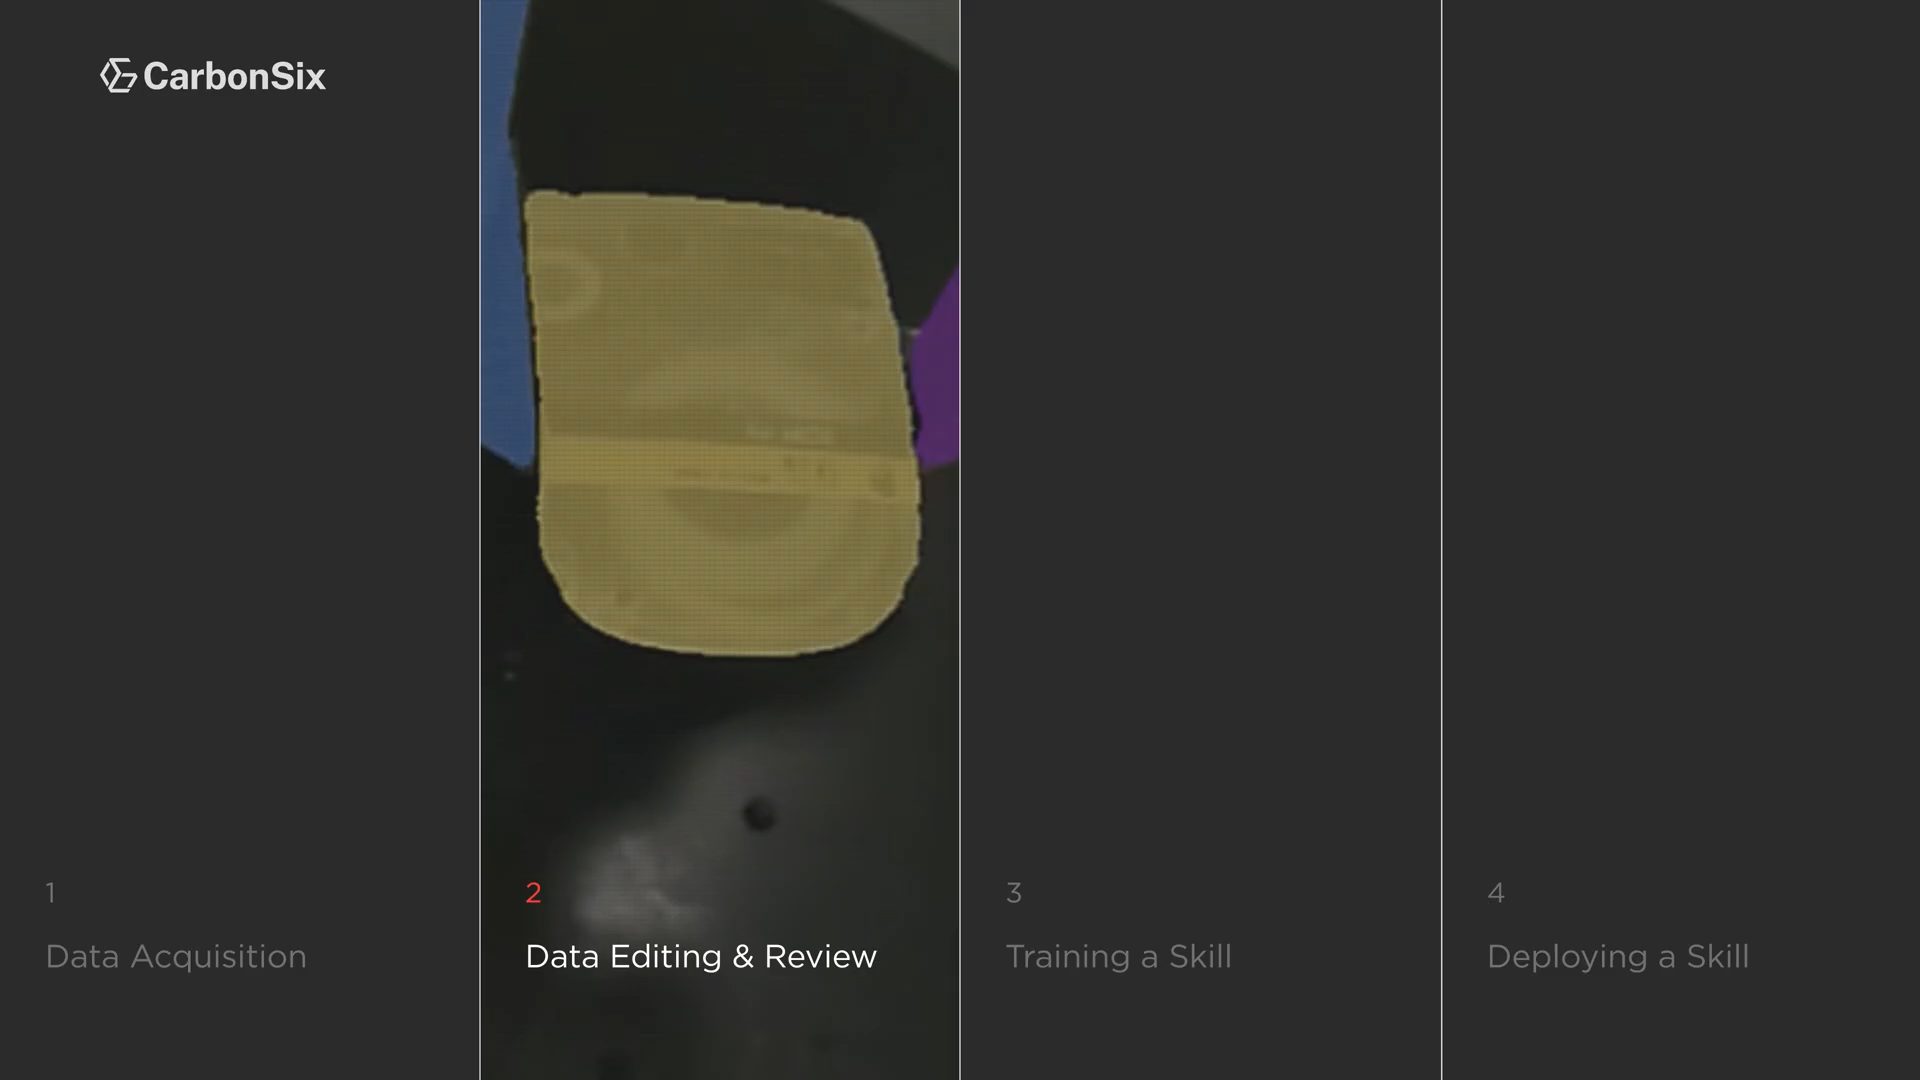 CarbonSix
1
Data Acquisition
2
Data Editing & Review
3
Training a Skill
4
Deploying a Skill